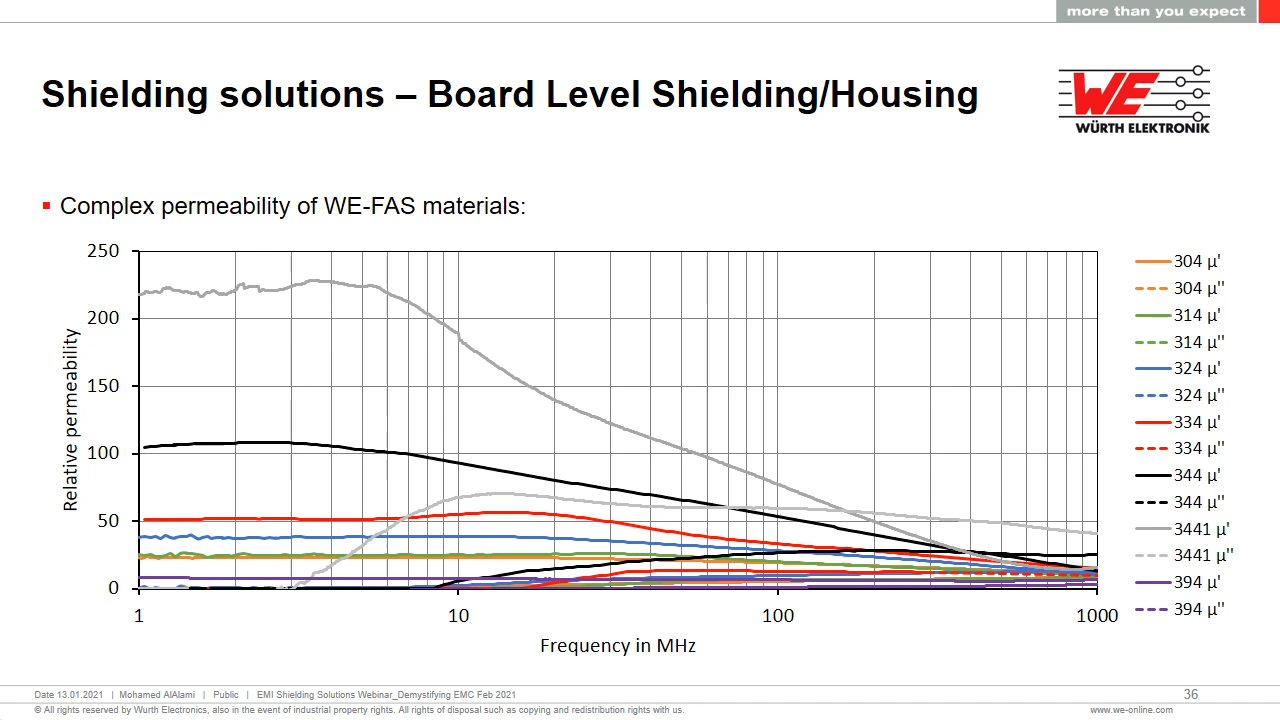 more than you expect
Shielding solutions – Board Level Shielding/Housing
WE
WÜRTH ELEKTRONIK
Complex permeability of WE-FAS materials:
250
200
150
100
50
0
Relative permeability
1
10
100
1000
Frequency in MHz
304 µ'
304 µ''
314 µ'
314 µ''
324 µ'
324 µ''
334 µ'
334 µ''
344 µ'
344 µ''
3441 µ'
3441 µ''
394 µ'
394 µ''
Date 13.01.2021 | Mohamed AlAlami | Public | EMI Shielding Solutions Webinar_Demystifying EMC Feb 2021
36
© All rights reserved by Wurth Electronics, also in the event of industrial property rights. All rights of disposal such as copying and redistribution rights with us.
www.we-online.com